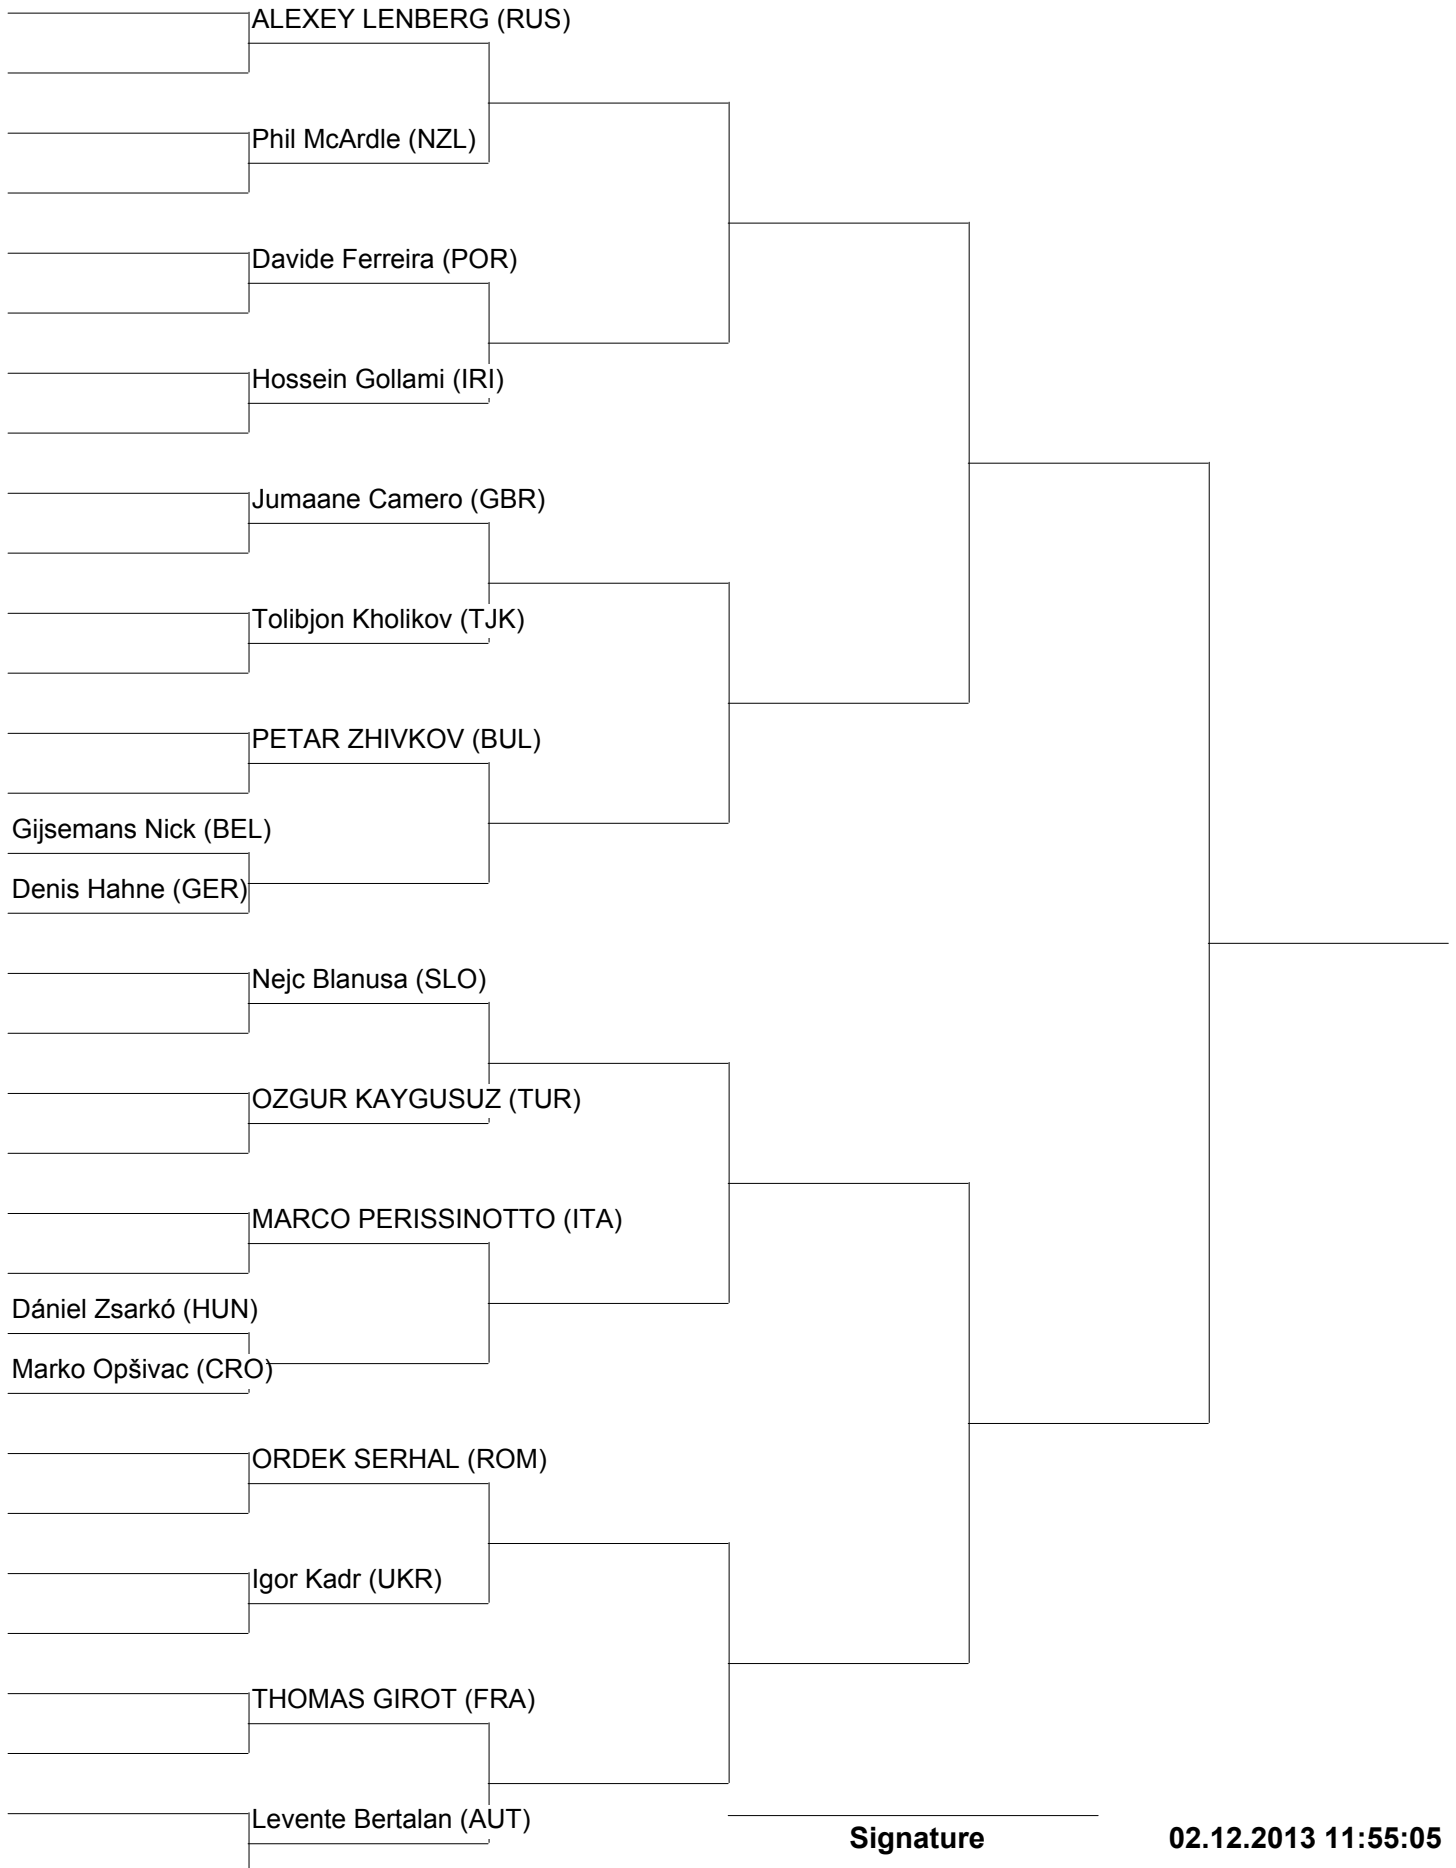 ALEXEY LENBERG (RUS)
Phil McArdle (NZL)
Davide Ferreira (POR)
Hossein Gollami (IRI)
Jumaane Camero (GBR)
Tolibjon Kholikov (TJK)
PETAR ZHIVKOV (BUL)
Gijsemans Nick (BEL)
Denis Hahne (GER)
Nejc Blanusa (SLO)
OZGUR KAYGUSUZ (TUR)
MARCO PERISSINOTTO (ITA)
Dániel Zsarkó (HUN)
Marko Opšivac (CRO)
ORDEK SERHAL (ROM)
Igor Kadr (UKR)
THOMAS GIROT (FRA)
Levente Bertalan (AUT)
Signature 02.12.2013 11:55:05